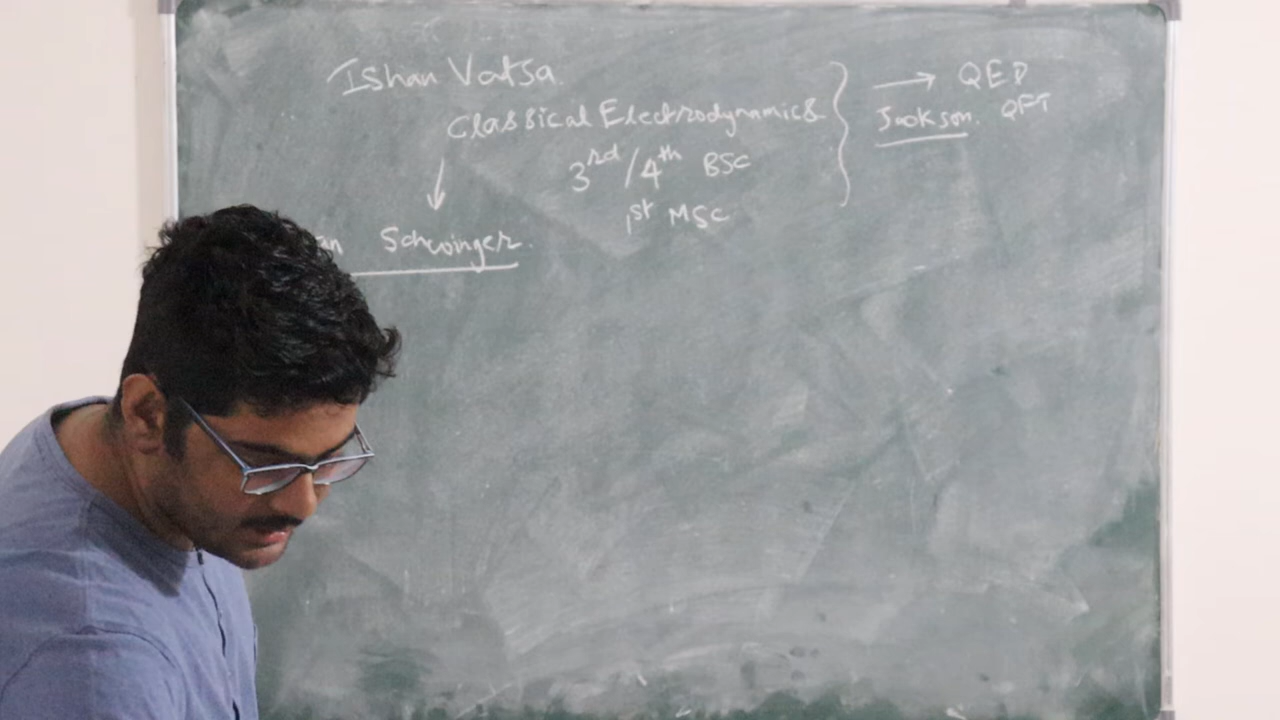 Ishan Vatsa.
Classical Electrodynamics
3rd/4th BSC
1st MSC
→ QED
Jackson. QFT
Schwinger.